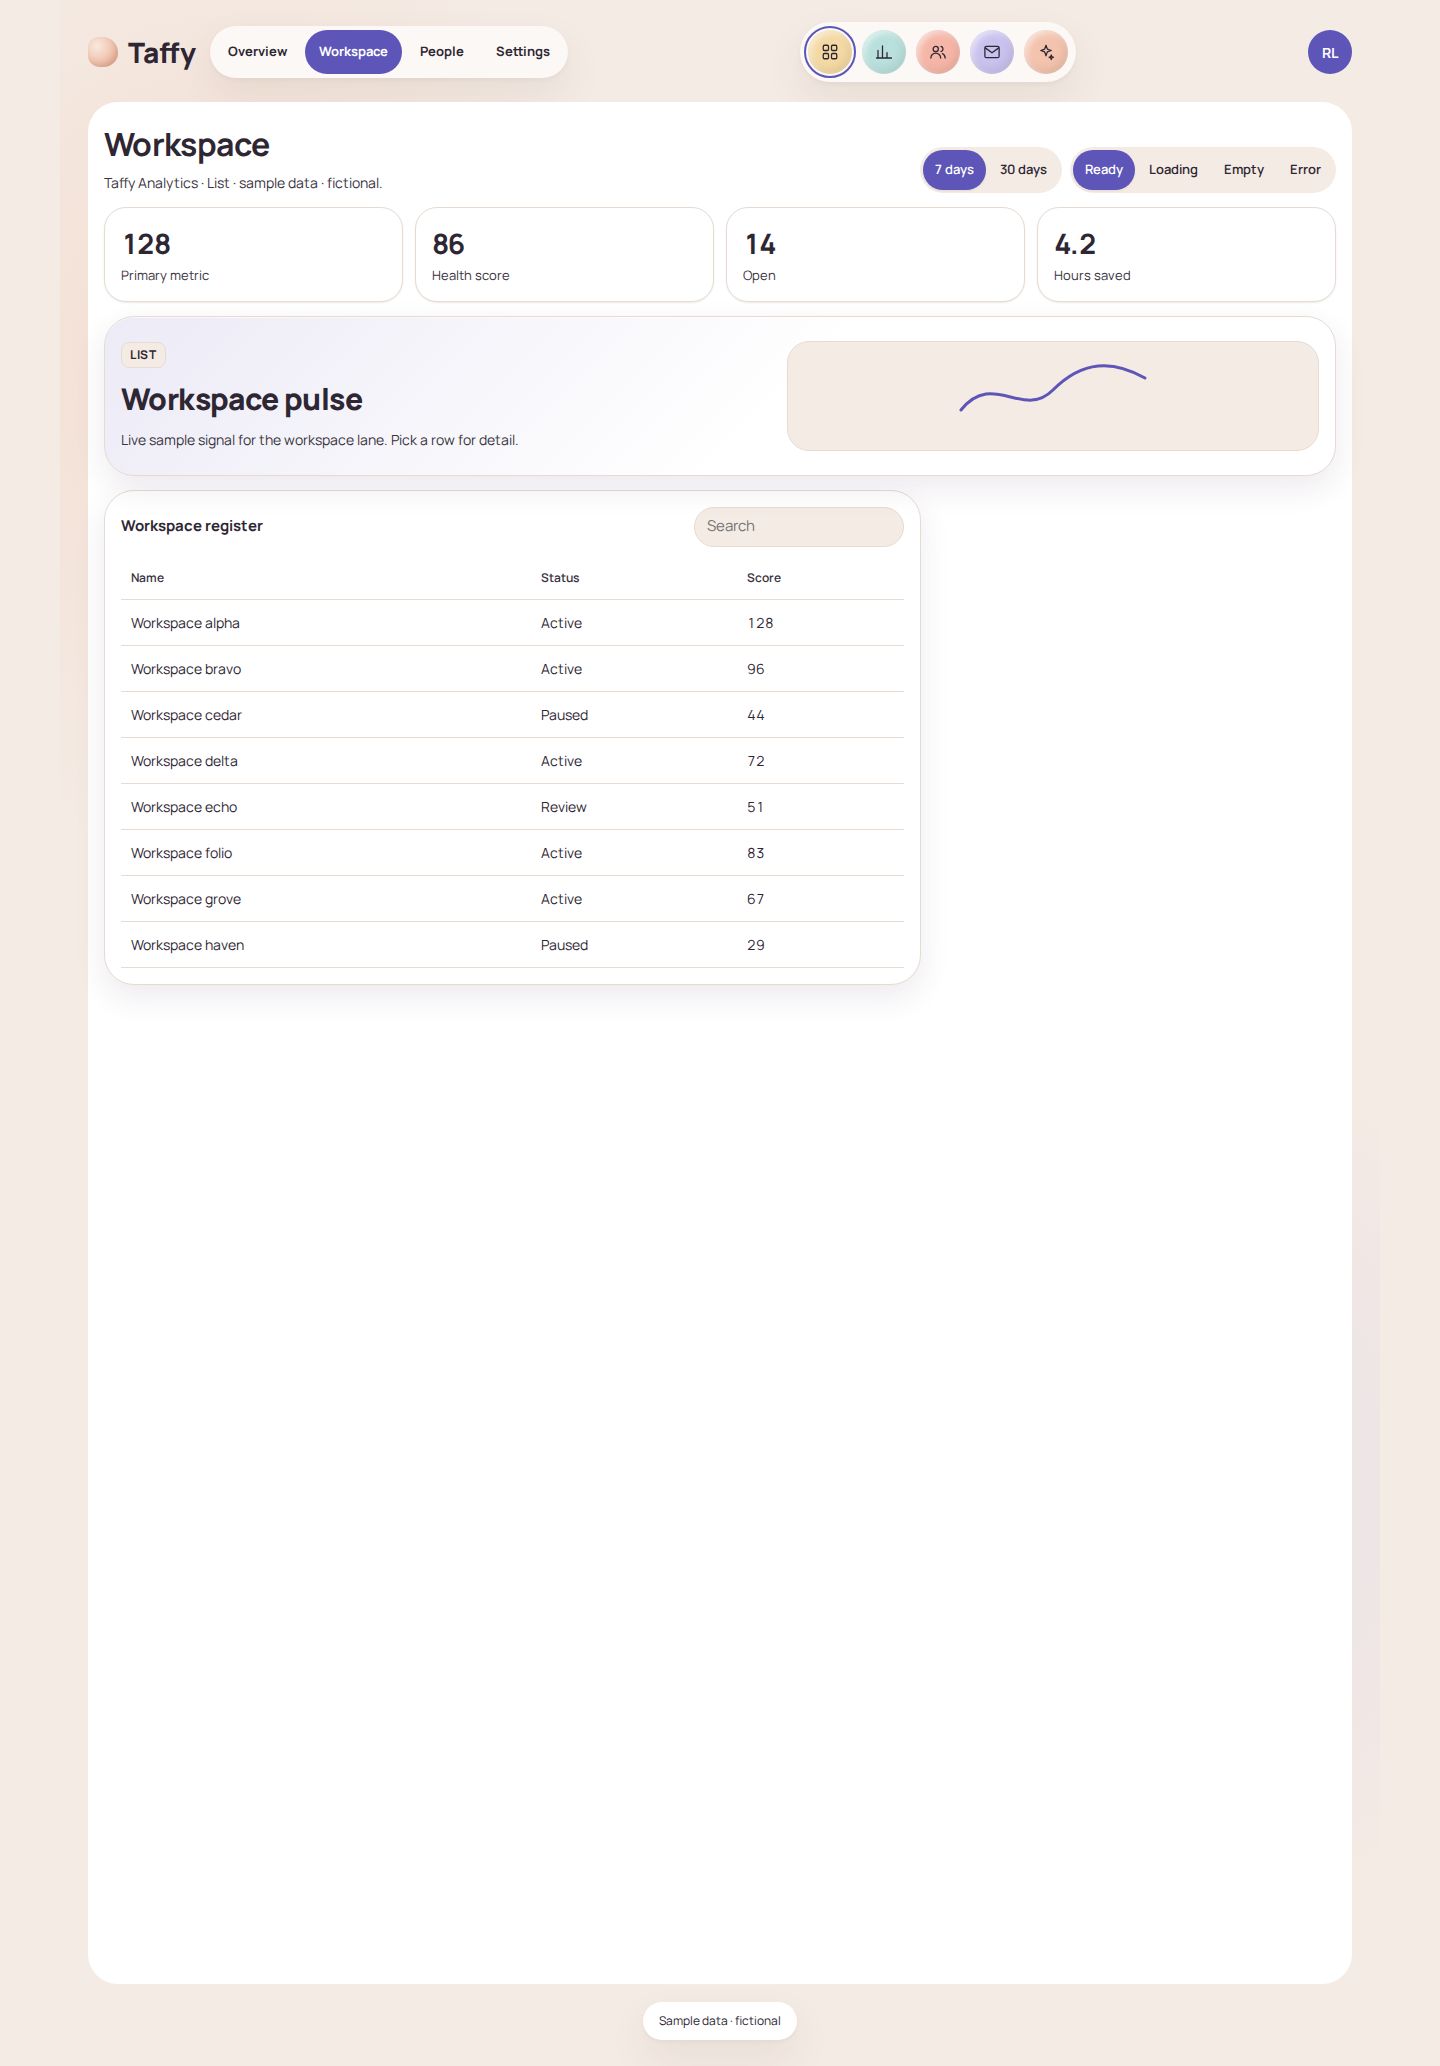 Taffy Overview Workspace People Settings RL
Workspace
Taffy Analytics · List · sample data · fictional.
7 days 30 days Ready Loading Empty Error
128 86 14 4.2
Primary metric Health score Open Hours saved
LIST
Workspace pulse
Live sample signal for the workspace lane. Pick a row for detail.
Workspace register Search
Name Status Score
Workspace alpha Active 128
Workspace bravo Active 96
Workspace cedar Paused 44
Workspace delta Active 72
Workspace echo Review 51
Workspace folio Active 83
Workspace grove Active 67
Workspace haven Paused 29
Sample data · fictional